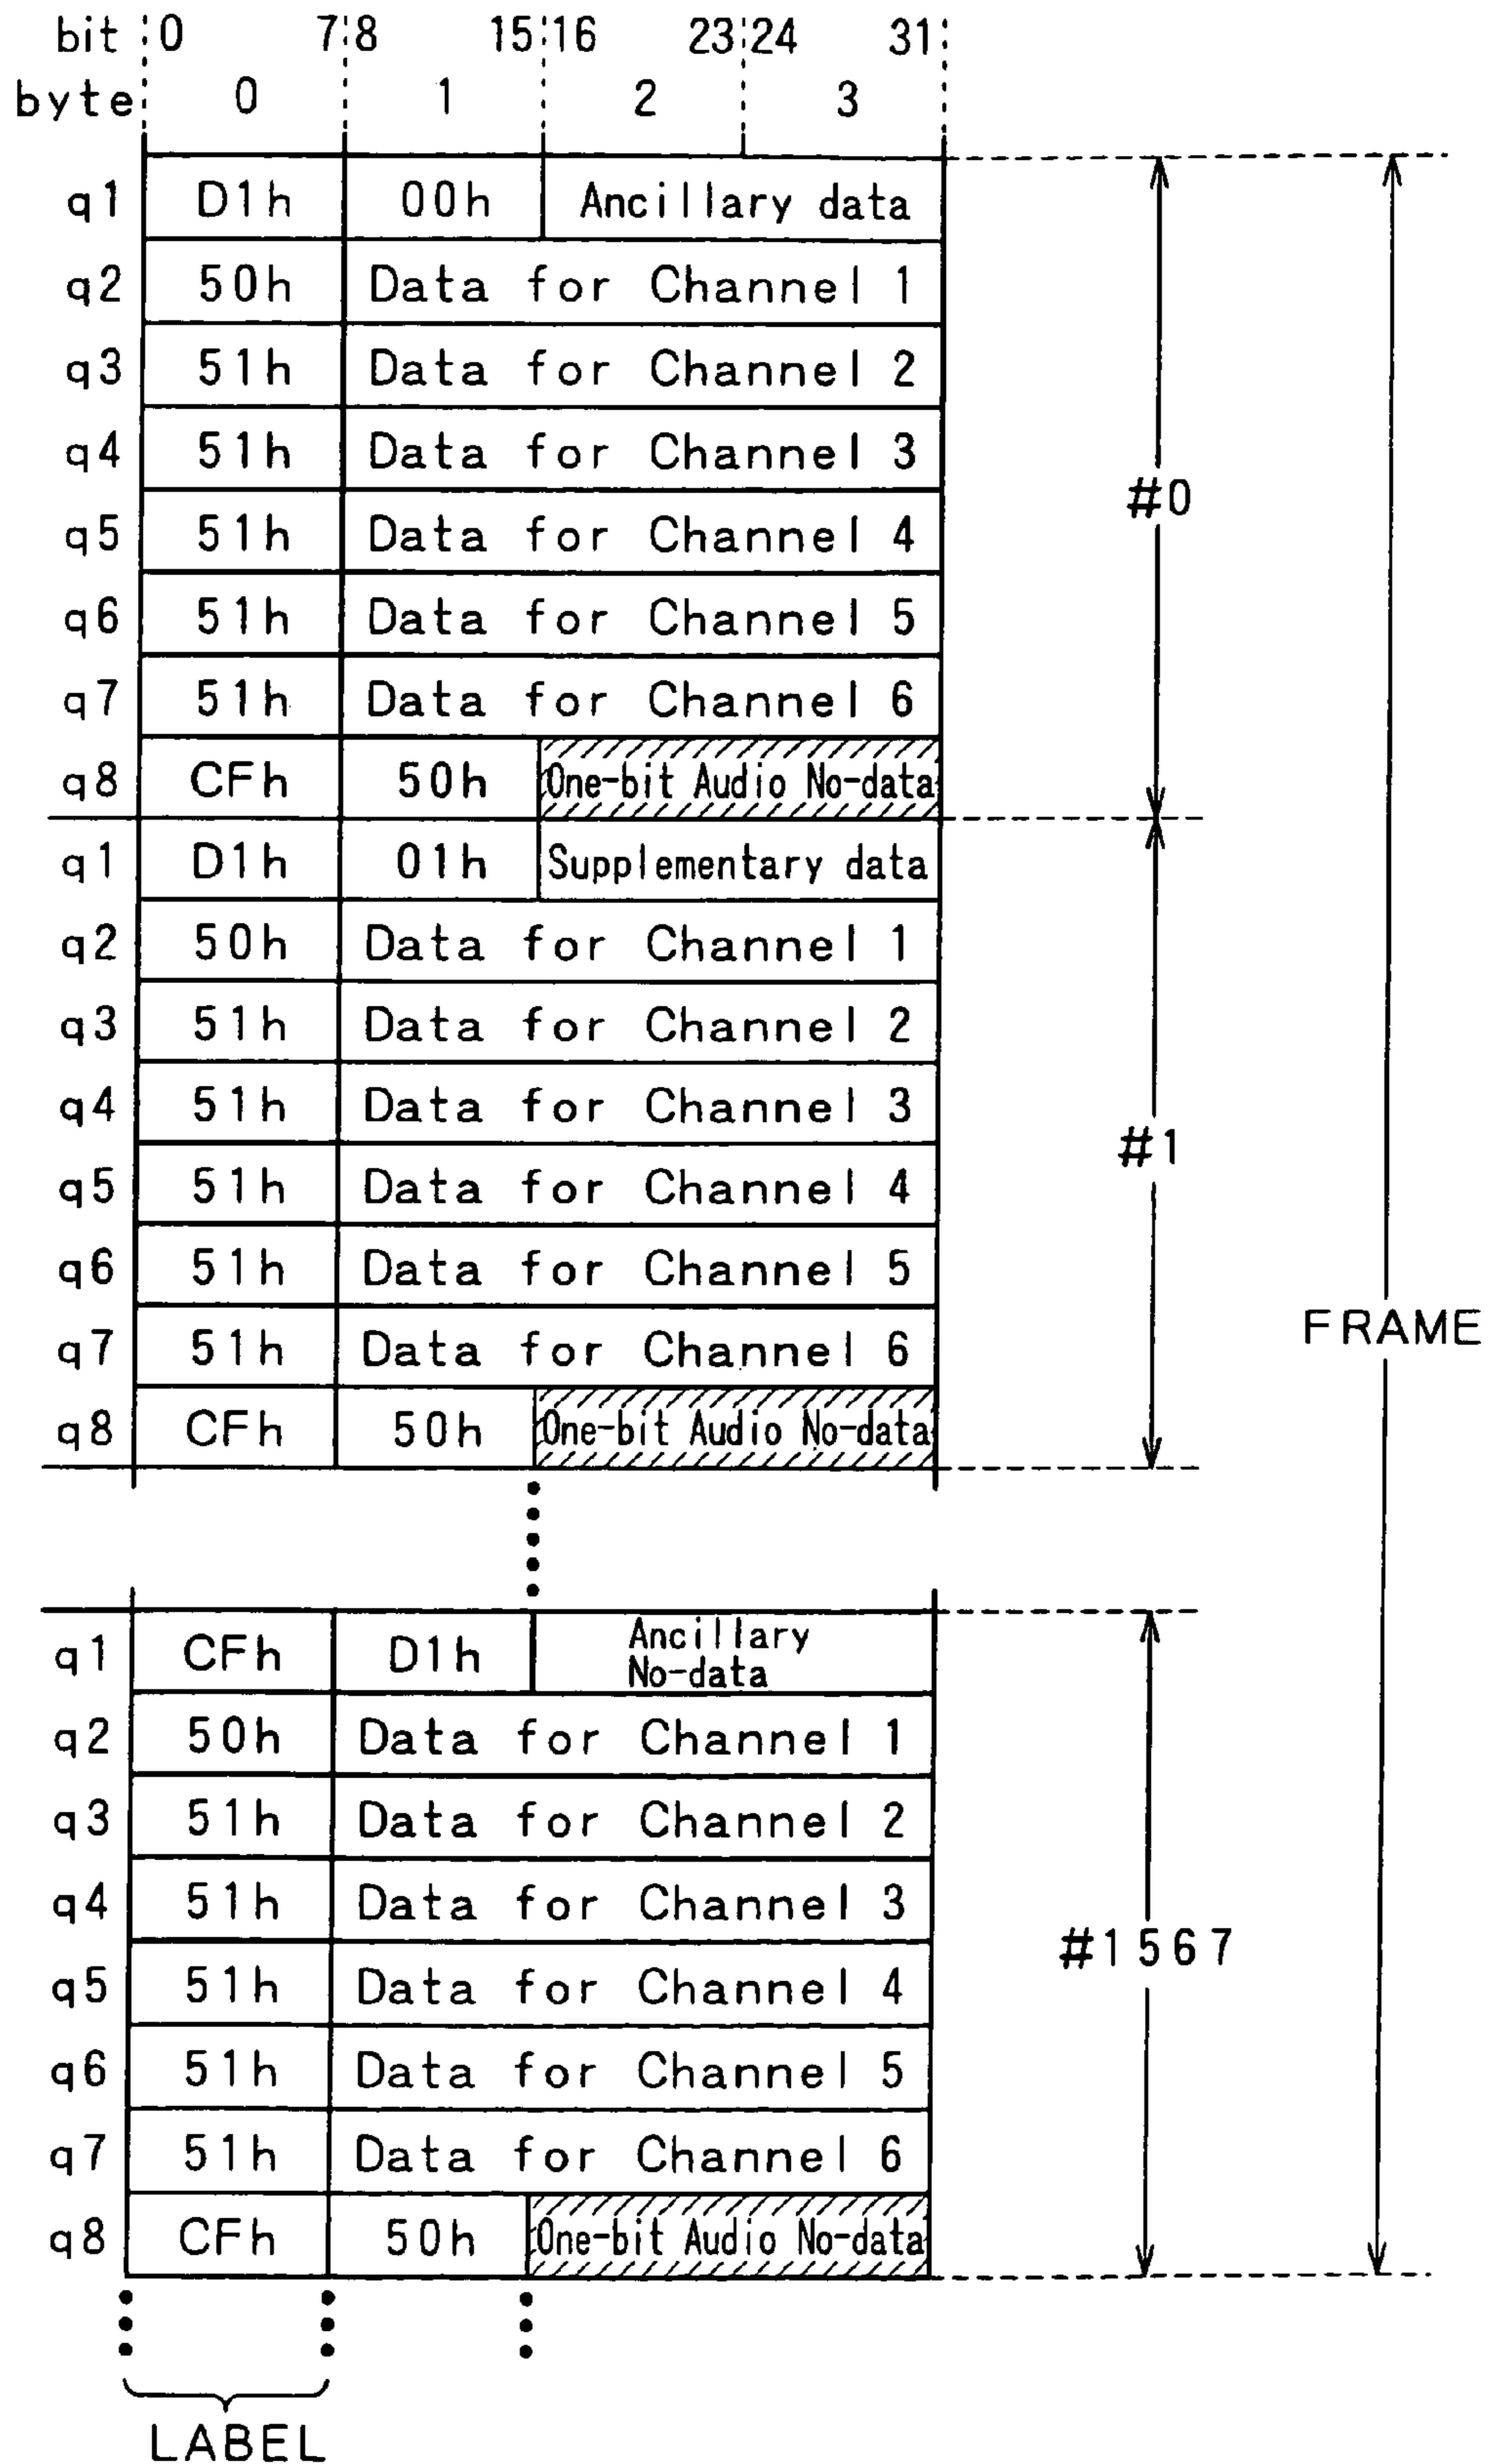 bit 0 7 8 15 16 23 24 31
byte 0 1 2 3
q1 D1h 00h Ancillary data
q2 50h Data for Channel 1
q3 51h Data for Channel 2
q4 51h Data for Channel 3
q5 51h Data for Channel 4
#0
q6 51h Data for Channel 5
q7 51h Data for Channel 6
q8 CFh 50h One-bit Audio No-data
q1 D1h 01h Supplementary data
q2 50h Data for Channel 1
q3 51h Data for Channel 2
q4 51h Data for Channel 3
#1
q5 51h Data for Channel 4
q6 51h Data for Channel 5
FRAME
q7 51h Data for Channel 6
q8 CFh 50h One-bit Audio No-data
q1 CFh D1h Ancillary
No-data
q2 50h Data for Channel 1
q3 51h Data for Channel 2
q4 51h Data for Channel 3
#1567
q5 51h Data for Channel 4
q6 51h Data for Channel 5
q7 51h Data for Channel 6
q8 CFh 50h One-bit Audio No-data
LABEL